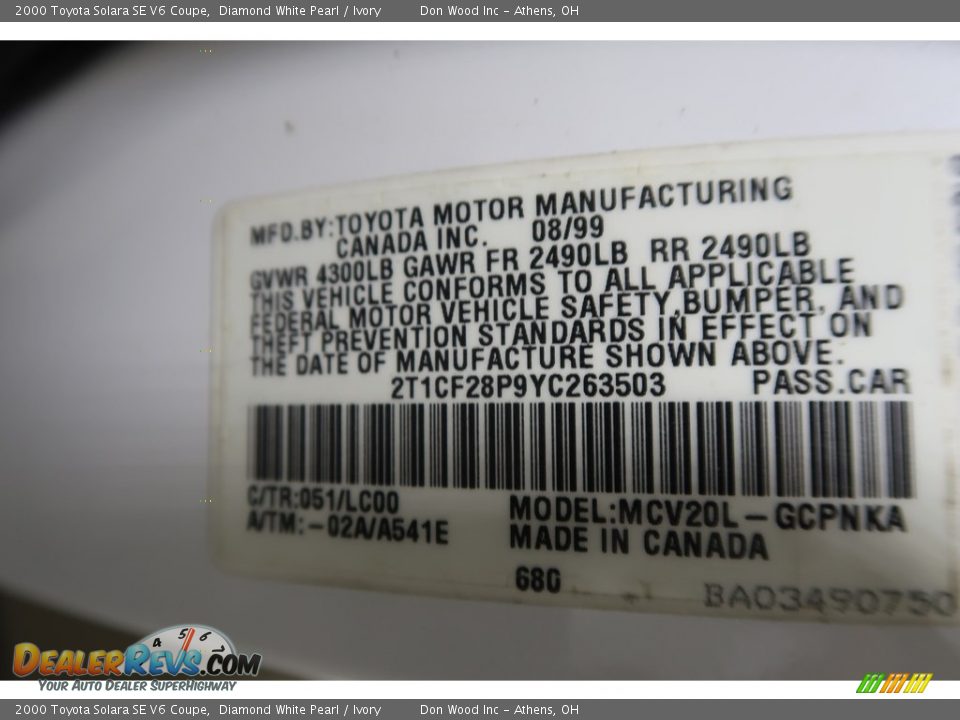 2000 Toyota Solara SE V6 Coupe, Diamond White Pearl / Ivory Don Wood Inc - Athens, OH
MFD.BY:TOYOTA MOTOR MANUFACTURING
CANADA INC. 08/99
GVWR 4300LB GAWR FR 2490LB RR 2490LB
THIS VEHICLE CONFORMS TO ALL APPLICABLE
FEDERAL MOTOR VEHICLE SAFETY,BUMPER, AND
THEFT PREVENTION STANDARDS IN EFFECT ON
THE DATE OF MANUFACTURE SHOWN ABOVE.
2T1CF28P9YC263503 PASS.CAR
C/TR:051/LC00 MODEL:MCV20L-GCPNKA
A/TM:-02A/A541E MADE IN CANADA
680
BA03490750
4 5 6
DEALERREVS.COM
YOUR AUTO DEALER SUPERHIGHWAY
2000 Toyota Solara SE V6 Coupe, Diamond White Pearl / Ivory Don Wood Inc - Athens, OH